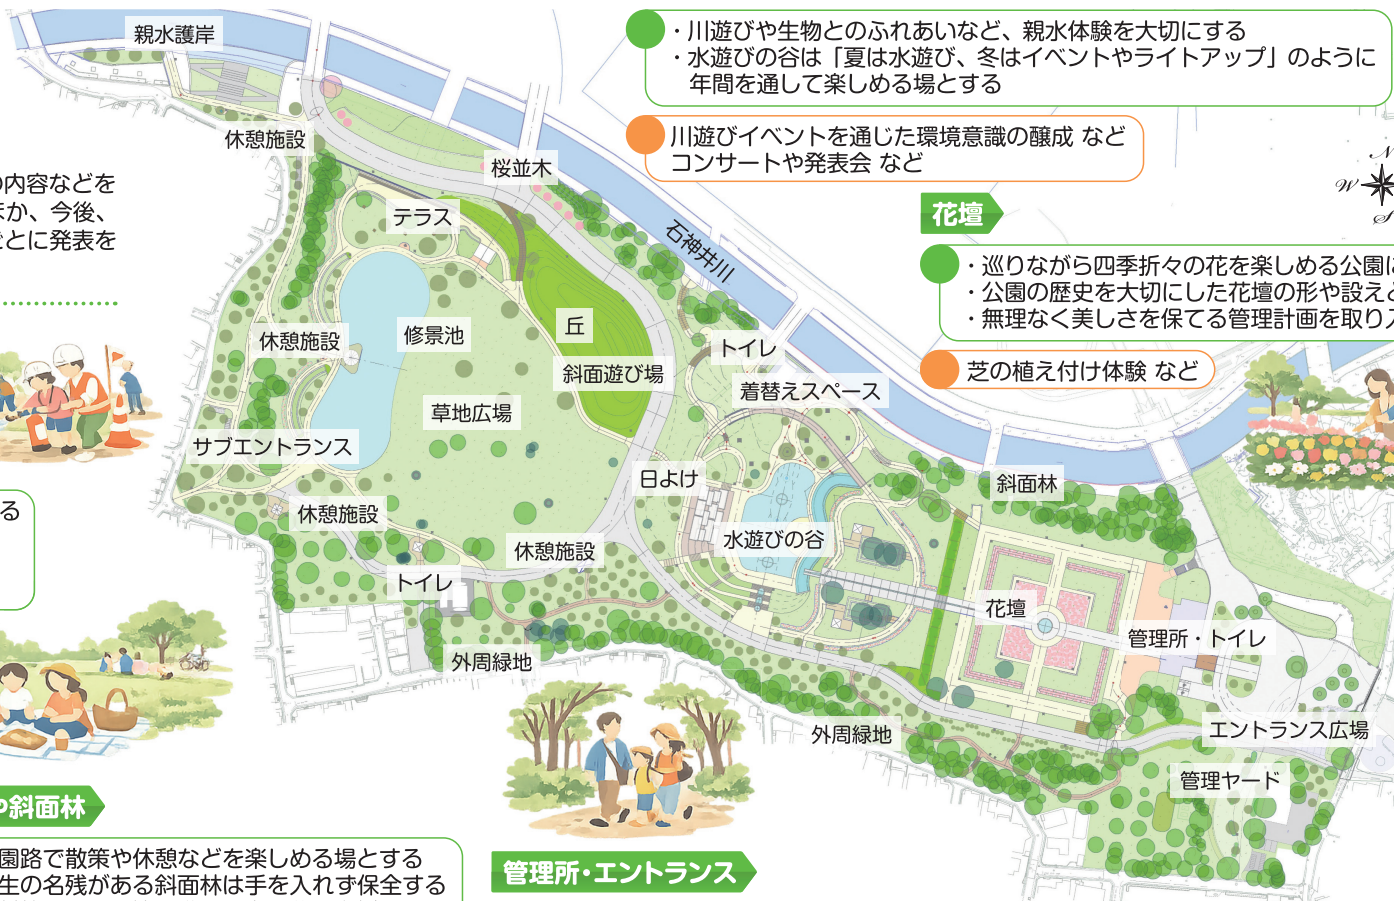 ・川遊びや生物とのふれあいなど、親水体験を大切にする
・水遊びの谷は「夏は水遊び、冬はイベントやライトアップ」のように
年間を通して楽しめる場とする
川遊びイベントを通じた環境意識の醸成 など
コンサートや発表会 など
花壇
・巡りながら四季折々の花を楽しめる公園に
・公園の歴史を大切にした花壇の形や設えと
・無理なく美しさを保てる管理計画を取り入
芝の植え付け体験 など
N
W
S
の内容などを
ほか、今後、
ごとに発表を
る
親水護岸
休憩施設
桜並木
テラス
石神井川
修景池
丘
休憩施設
トイレ
斜面遊び場
着替えスペース
草地広場
サブエントランス
日よけ
斜面林
休憩施設
水遊びの谷
休憩施設
トイレ
花壇
管理所・トイレ
外周緑地
外周緑地
エントランス広場
管理ヤード
や斜面林
園路で散策や休憩などを楽しめる場とする
生の名残がある斜面林は手を入れず保全する
管理所・エントランス